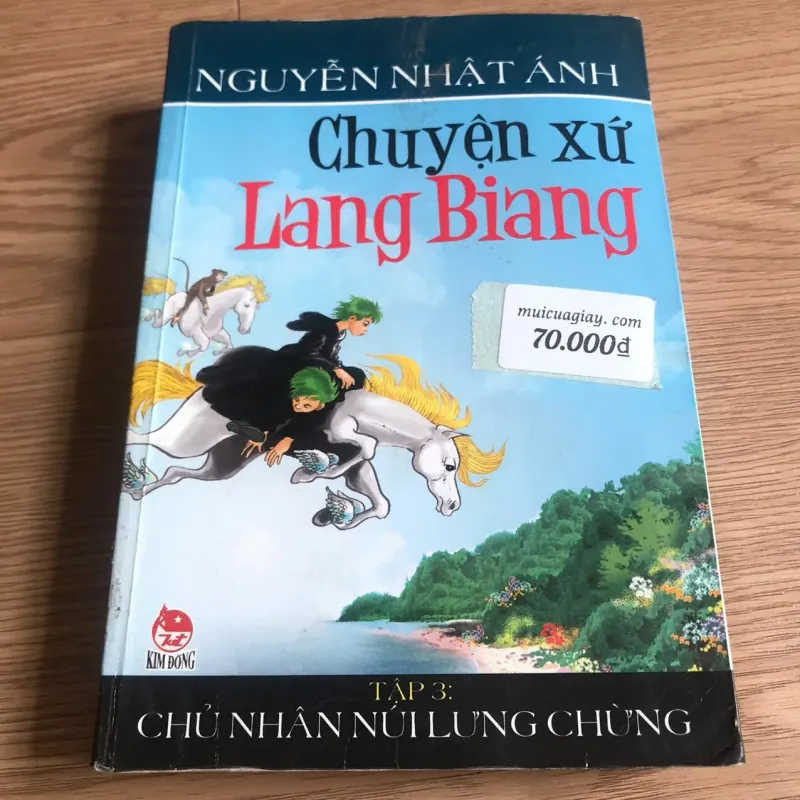 NGUYỄN NHẬT ÁNH
Chuyện xứ
Lang Biang
muicuagiay. com
70.000₫
KIM ĐỒNG
TẬP 3:
CHỦ NHÂN NÚI LƯNG CHỪNG